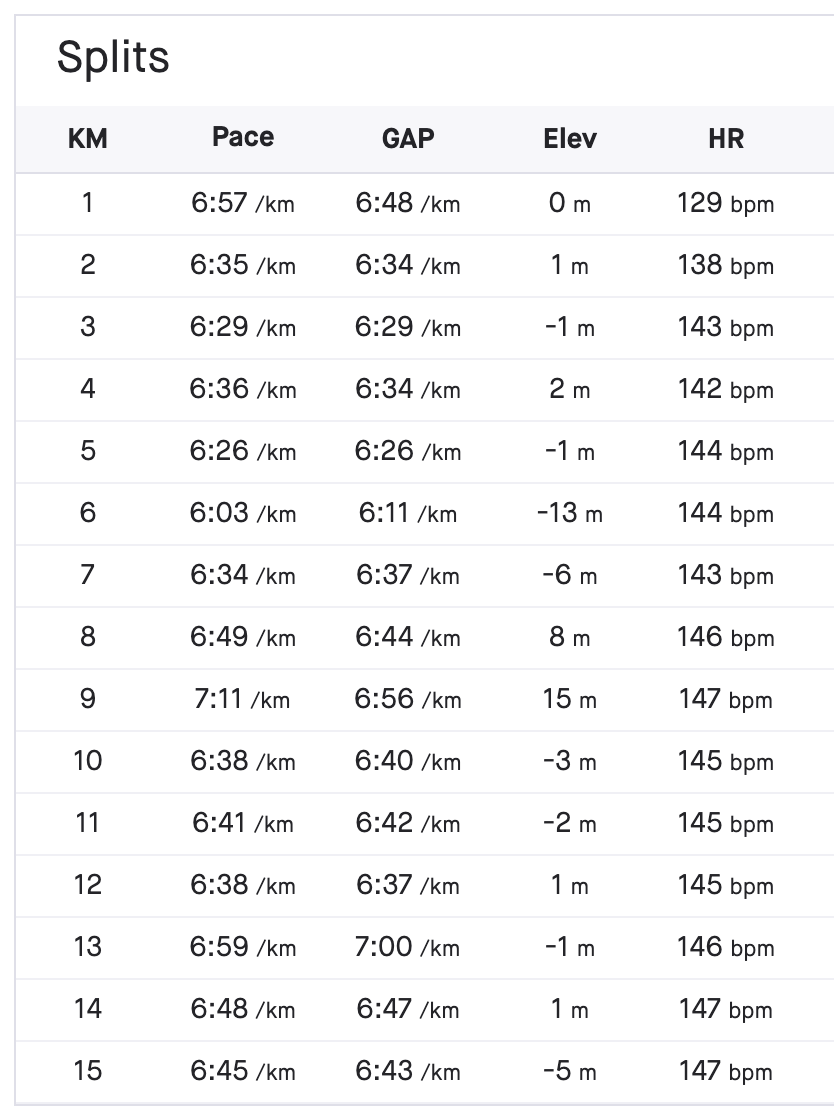 Splits
KM Pace GAP Elev HR
1 6:57 /km 6:48 /km 0 m 129 bpm
2 6:35 /km 6:34 /km 1 m 138 bpm
3 6:29 /km 6:29 /km -1 m 143 bpm
4 6:36 /km 6:34 /km 2 m 142 bpm
5 6:26 /km 6:26 /km -1 m 144 bpm
6 6:03 /km 6:11 /km -13 m 144 bpm
7 6:34 /km 6:37 /km -6 m 143 bpm
8 6:49 /km 6:44 /km 8 m 146 bpm
9 7:11 /km 6:56 /km 15 m 147 bpm
10 6:38 /km 6:40 /km -3 m 145 bpm
11 6:41 /km 6:42 /km -2 m 145 bpm
12 6:38 /km 6:37 /km 1 m 145 bpm
13 6:59 /km 7:00 /km -1 m 146 bpm
14 6:48 /km 6:47 /km 1 m 147 bpm
15 6:45 /km 6:43 /km -5 m 147 bpm